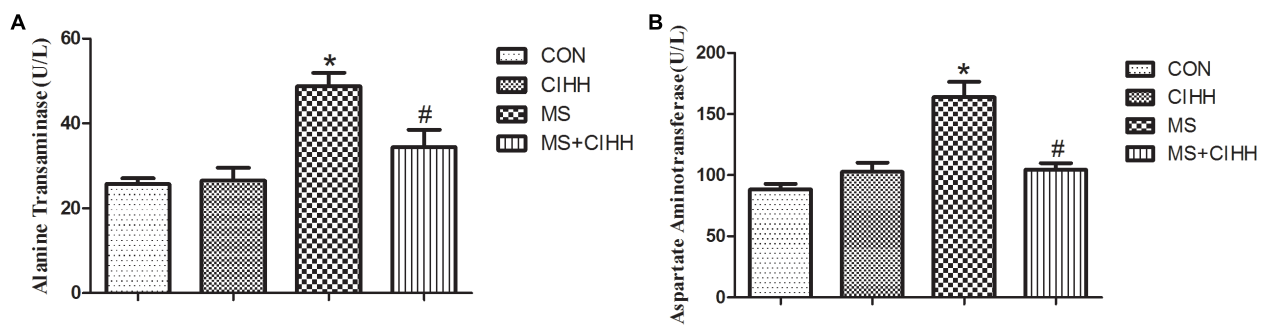 A
Alanine Transaminase (U/L)
60
40
20
0
*
#
CON
CIHH
MS
MS+CIHH
B
Aspartate Aminotransferase(U/L)
200
150
100
50
0
*
#
CON
CIHH
MS
MS+CIHH